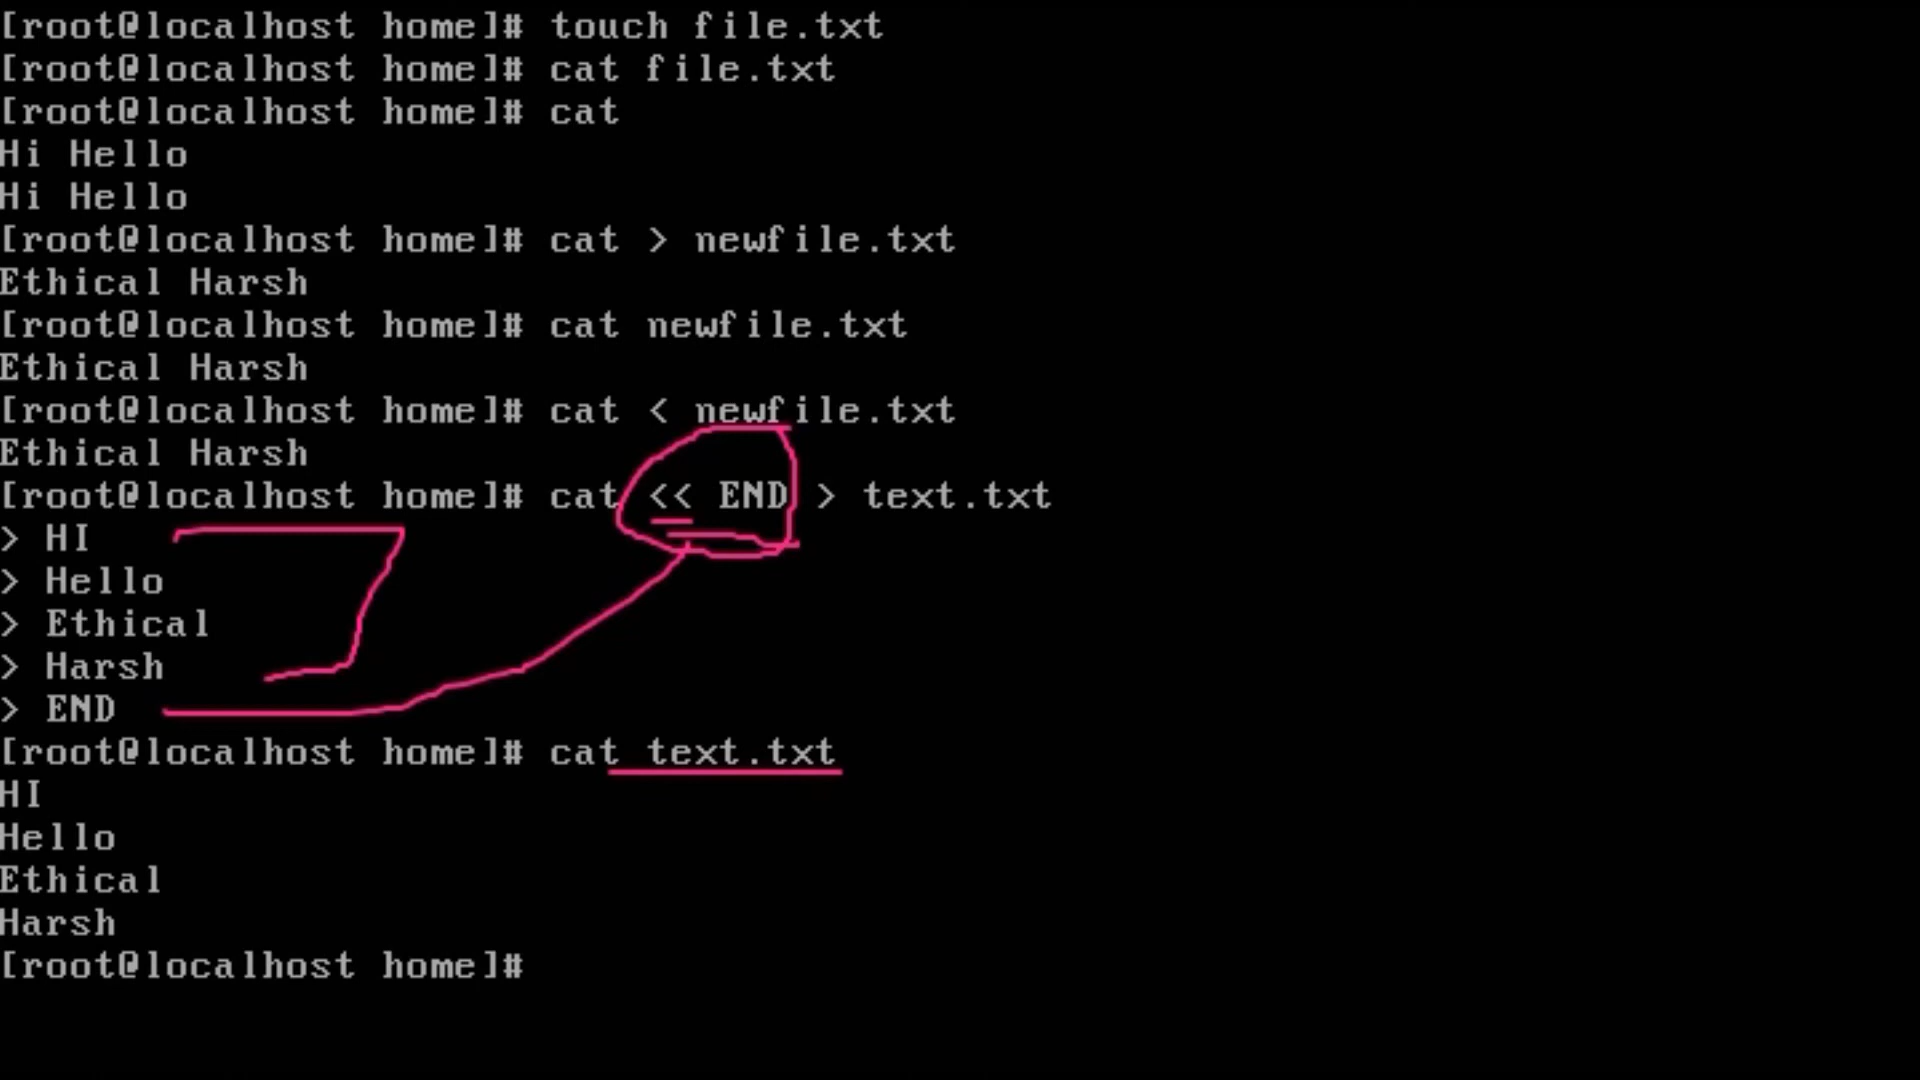 [root@localhost home]# touch file.txt
[root@localhost home]# cat file.txt
[root@localhost home]# cat
Hi Hello
Hi Hello
[root@localhost home]# cat > newfile.txt
Ethical Harsh
[root@localhost home]# cat newfile.txt
Ethical Harsh
[root@localhost home]# cat < newfile.txt
Ethical Harsh
[root@localhost home]# cat << END > text.txt
> HI
> Hello
> Ethical
> Harsh
> END
[root@localhost home]# cat text.txt
HI
Hello
Ethical
Harsh
[root@localhost home]#